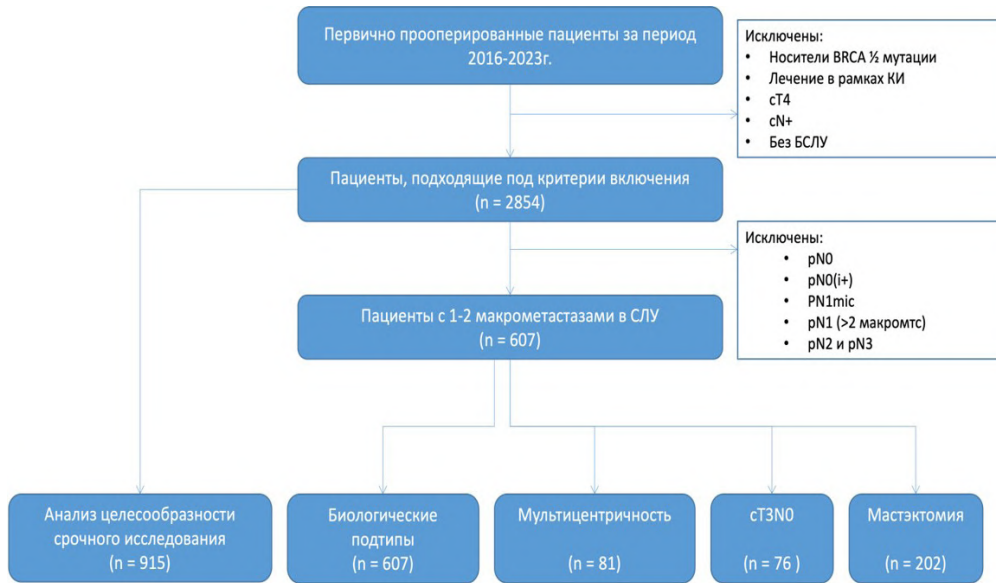 Первично прооперированные пациенты за период
2016-2023г.
Исключены:
• Носители BRCA ½ мутации
• Лечение в рамках КИ
• cT4
• cN+
• Без БСЛУ
Пациенты, подходящие под критерии включения
(n = 2854)
Исключены:
• pN0
• pN0(i+)
• PN1mic
• pN1 (>2 макромтс)
• pN2 и pN3
Пациенты с 1-2 макрометастазами в СЛУ
(n = 607)
Анализ целесообразности
срочного исследования
(n = 915)
Биологические
подтипы
(n = 607)
Мультицентричность
(n = 81)
cT3N0
(n = 76 )
Мастэктомия
(n = 202)